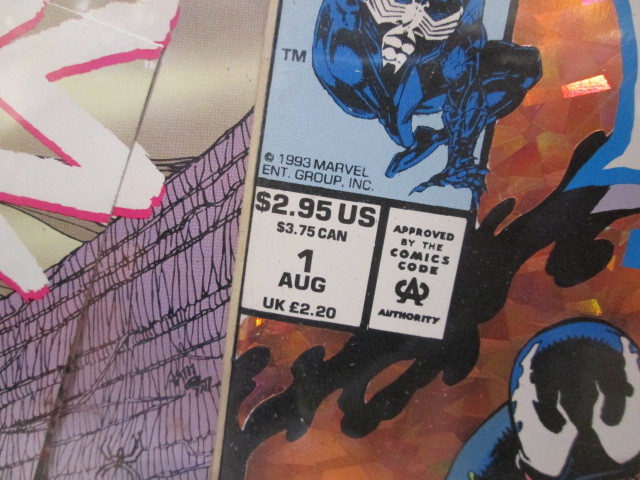 TM
© 1993 MARVEL
ENT. GROUP, INC.
$2.95 US
$3.75 CAN
1
AUG
UK £2.20
APPROVED
BY THE
COMICS
CODE
CA
AUTHORITY